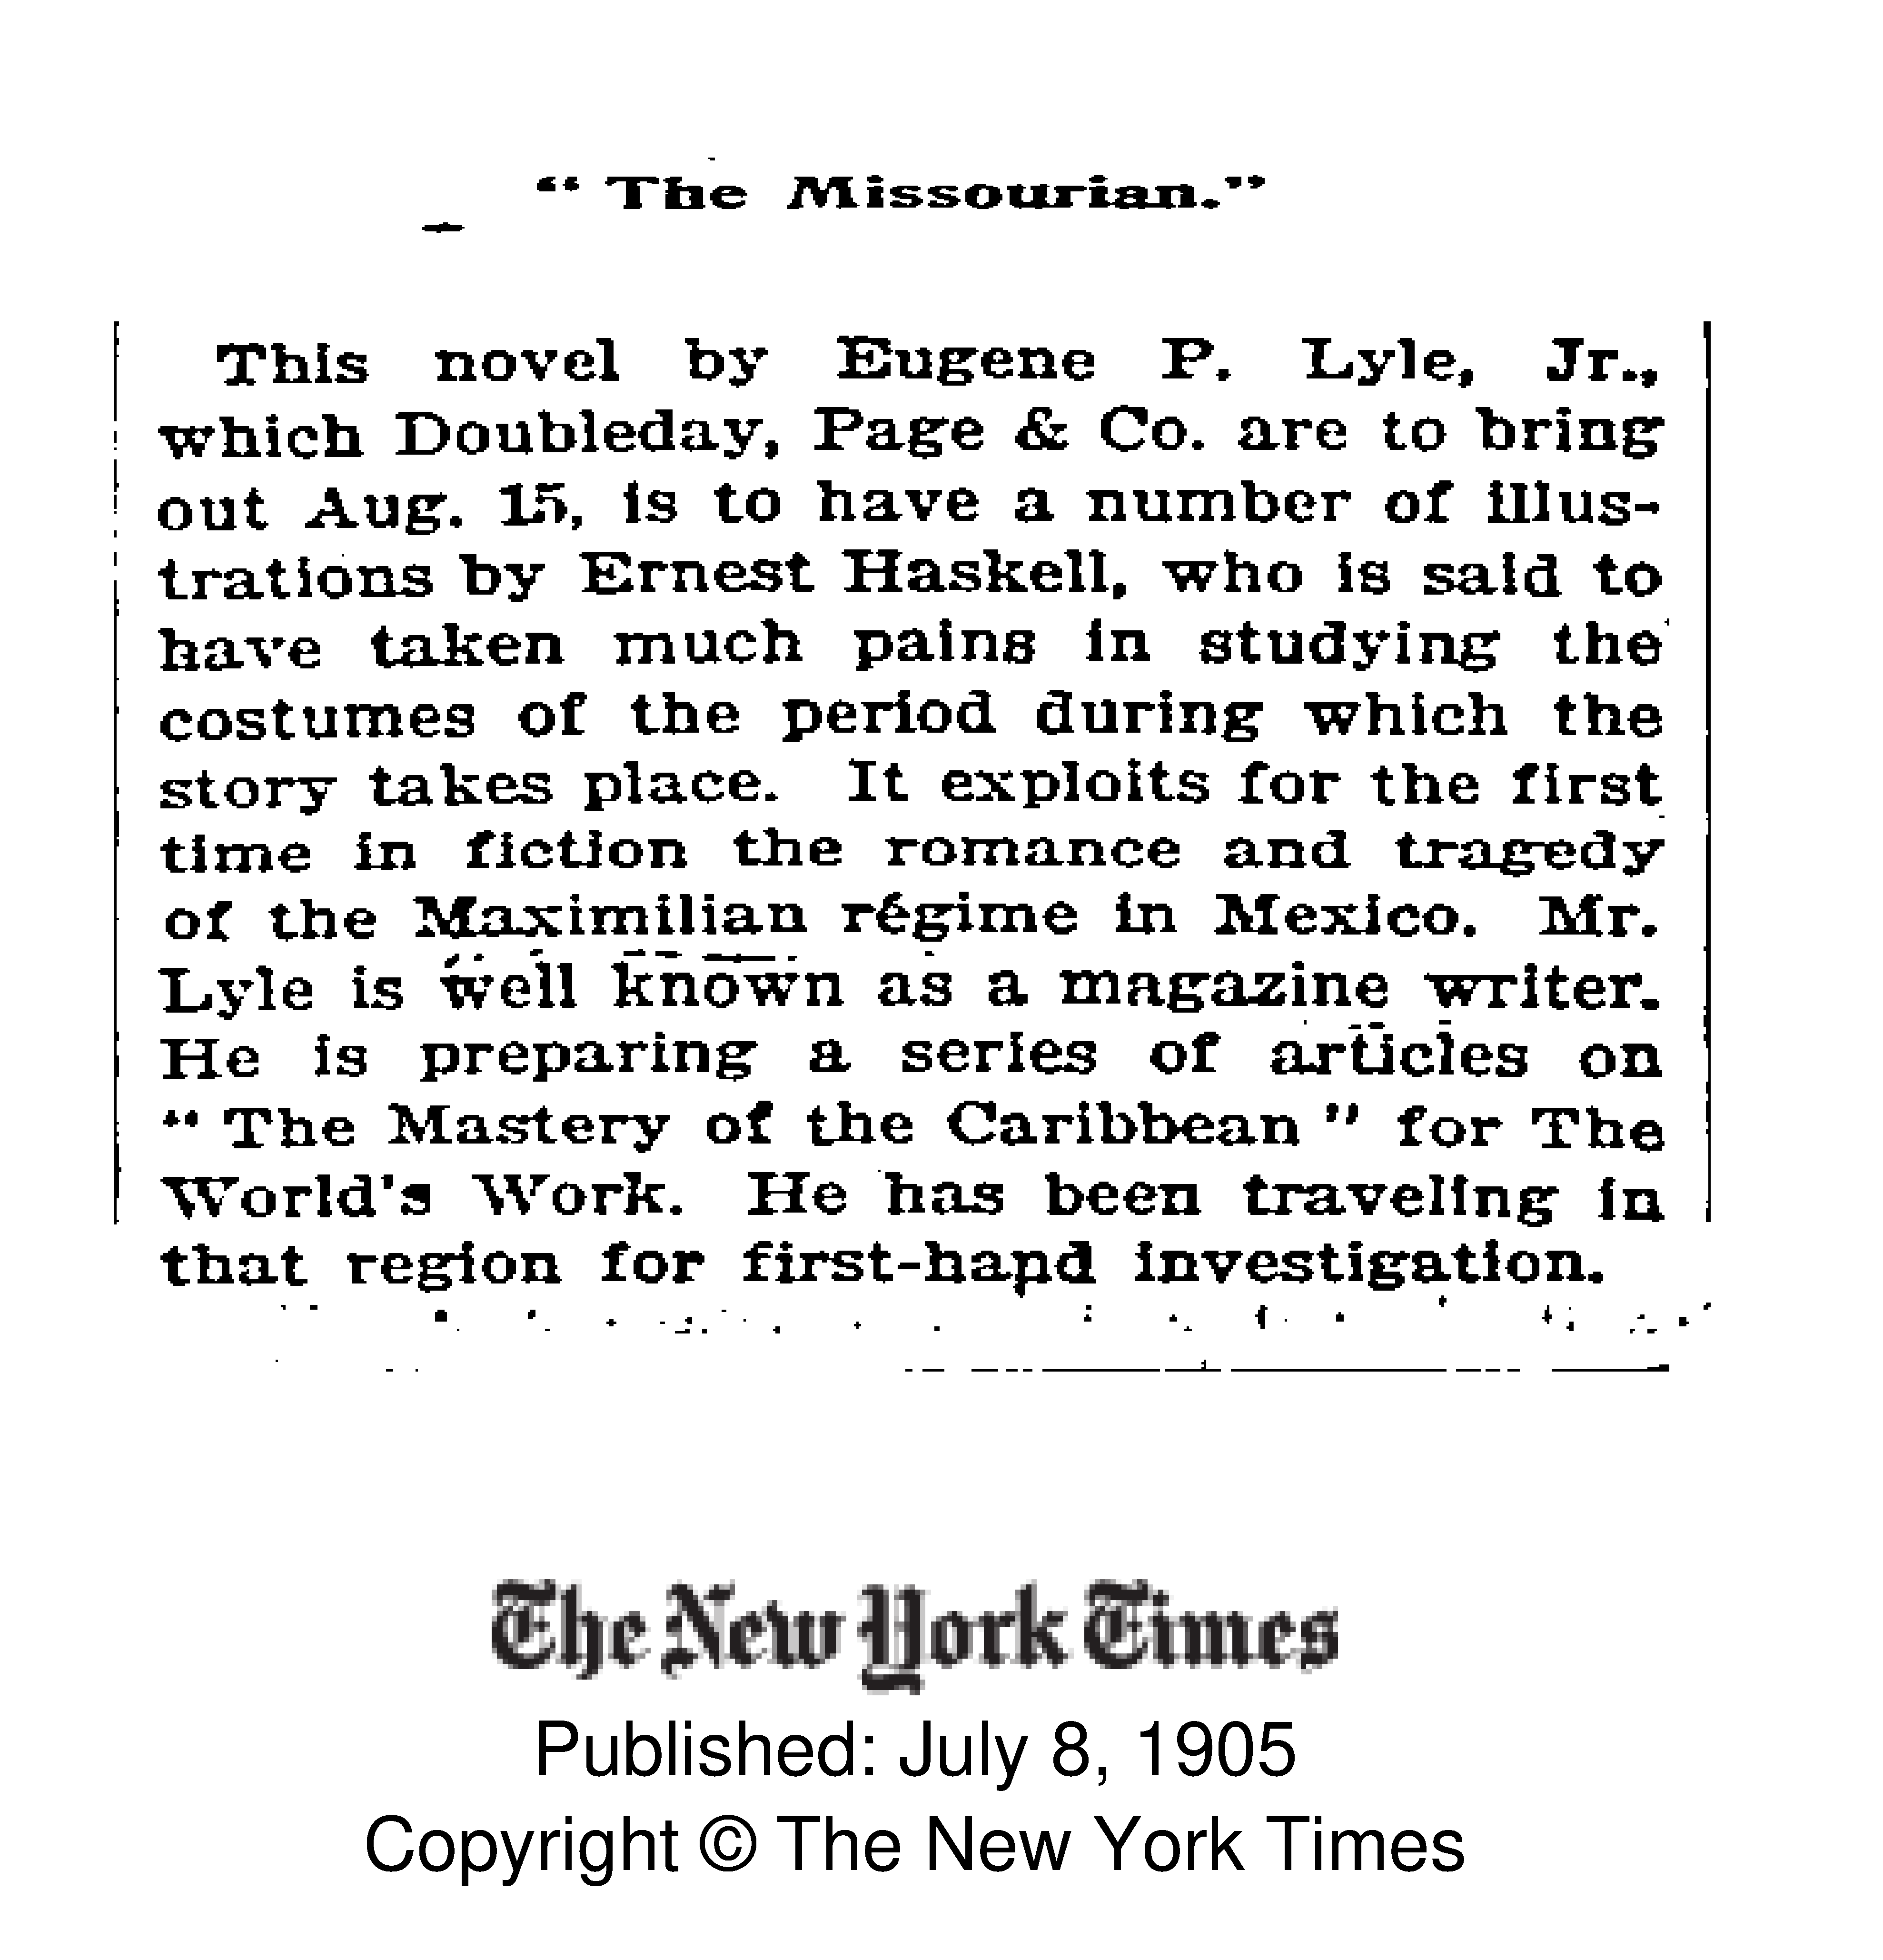 “ The Missourian.”
This novel by Eugene P. Lyle, Jr.,
which Doubleday, Page & Co. are to bring
out Aug. 15, is to have a number of illus-
trations by Ernest Haskell, who is said to
have taken much pains in studying the
costumes of the period during which the
story takes place. It exploits for the first
time in fiction the romance and tragedy
of the Maximilian régime in Mexico. Mr.
Lyle is well known as a magazine writer.
He is preparing a series of articles on
“ The Mastery of the Caribbean ” for The
World's Work. He has been traveling in
that region for first-hand investigation.
The New York Times
Published: July 8, 1905
Copyright © The New York Times